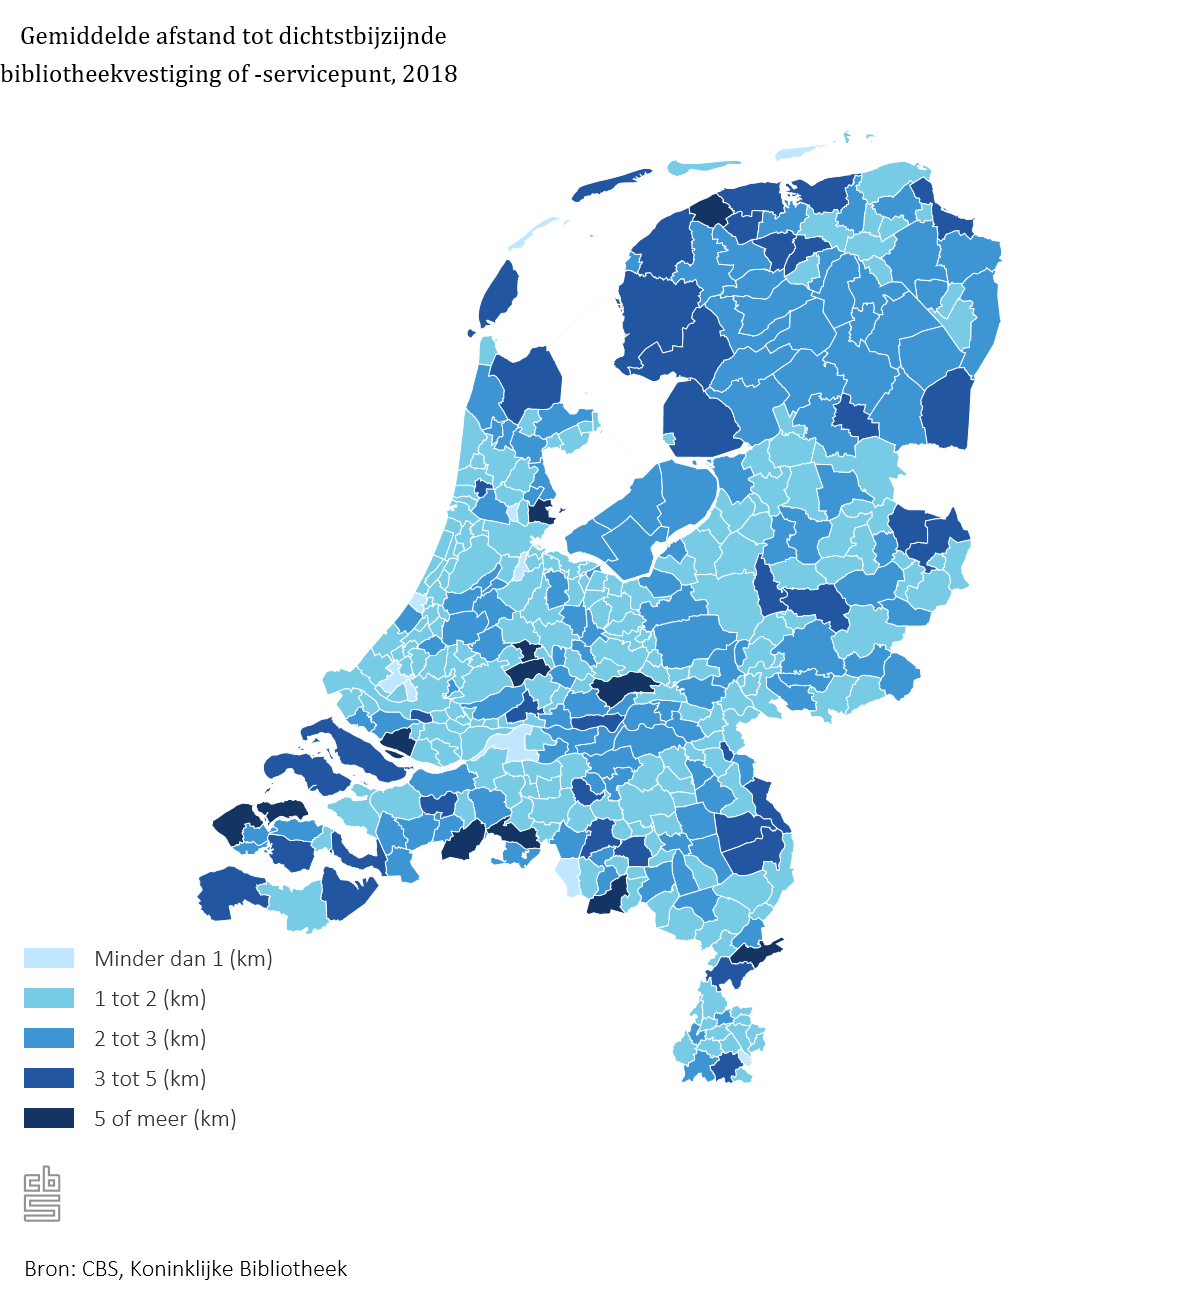 Gemiddelde afstand tot dichtstbijzijnde
bibliotheekvestiging of -servicepunt, 2018
Minder dan 1 (km)
1 tot 2 (km)
2 tot 3 (km)
3 tot 5 (km)
5 of meer (km)
cbs
Bron: CBS, Koninklijke Bibliotheek